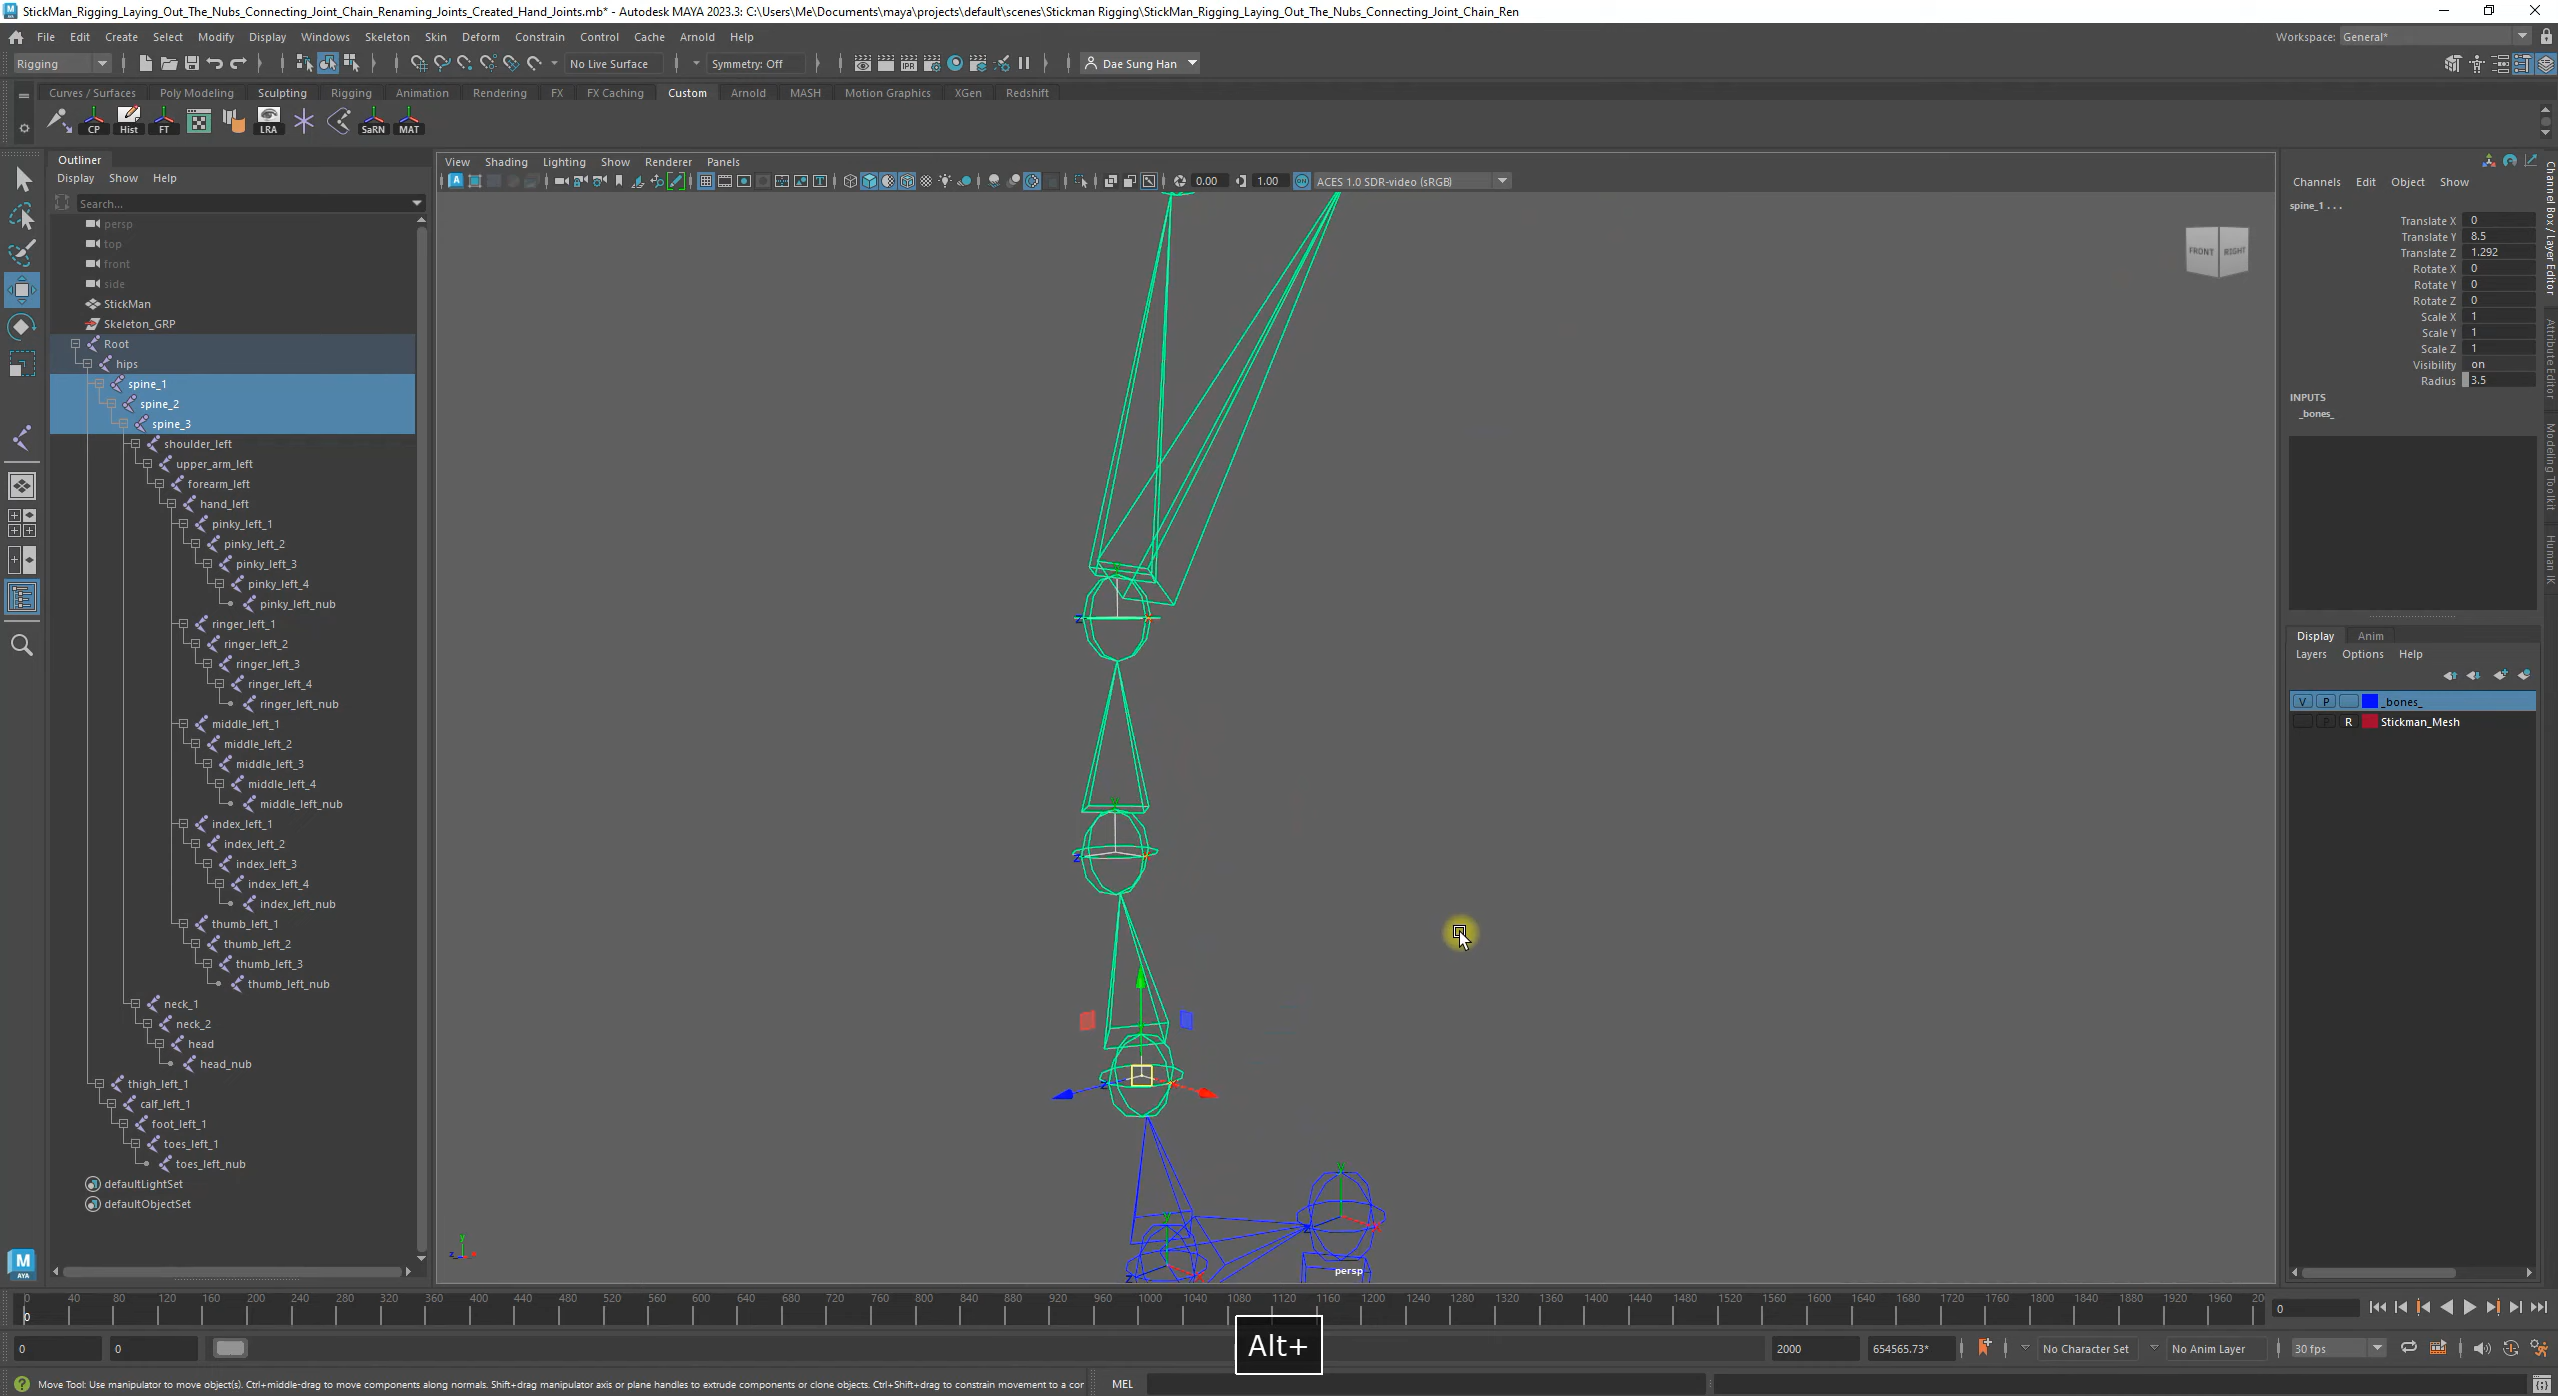 StickMan_Rigging_Laying_Out_The_Nubs_Connecting_Joint_Chain_Renaming_Joints_Created_Hand_Joints.mb* - Autodesk MAYA 2023.3: C:\Users\Me\Documents\maya\projects\default\scenes\Stickman Rigging\StickMan_Rigging_Laying_Out_The_Nubs_Connecting_Joint_Chain_Ren
File Edit Create Select Modify Display Windows Skeleton Skin Deform Constrain Control Cache Arnold Help
Workspace: General*
Rigging
No Live Surface
Symmetry: Off
IPR
Dae Sung Han
Curves / Surfaces Poly Modeling Sculpting Rigging Animation Rendering FX FX Caching Custom Arnold MASH Motion Graphics XGen Redshift
CP Hist FT LRA SaRN MAT
Outliner
Display Show Help
Search...
persp
top
front
side
StickMan
Skeleton_GRP
Root
hips
spine_1
spine_2
spine_3
shoulder_left
upper_arm_left
forearm_left
hand_left
pinky_left_1
pinky_left_2
pinky_left_3
pinky_left_4
pinky_left_nub
ringer_left_1
ringer_left_2
ringer_left_3
ringer_left_4
ringer_left_nub
middle_left_1
middle_left_2
middle_left_3
middle_left_4
middle_left_nub
index_left_1
index_left_2
index_left_3
index_left_4
index_left_nub
thumb_left_1
thumb_left_2
thumb_left_3
thumb_left_nub
neck_1
neck_2
head
head_nub
thigh_left_1
calf_left_1
foot_left_1
toes_left_1
toes_left_nub
defaultLightSet
defaultObjectSet
View Shading Lighting Show Renderer Panels
0.00 1.00 ACES 1.0 SDR-video (sRGB)
FRONT RIGHT
persp
Channels Edit Object Show
spine_1 . . .
Translate X 0
Translate Y 8.5
Translate Z 1.292
Rotate X 0
Rotate Y 0
Rotate Z 0
Scale X 1
Scale Y 1
Scale Z 1
Visibility on
Radius 3.5
INPUTS
_bones_
Display Anim
Layers Options Help
V P _bones_
P R Stickman_Mesh
Channel Box / Layer Editor
Attribute Editor
Modeling Toolkit
Human IK
0 40 80 120 160 200 240 280 320 360 400 440 480 520 560 600 640 680 720 760 800 840 880 920 960 1000 1040 1080 1120 1160 1200 1240 1280 1320 1360 1400 1440 1480 1520 1560 1600 1640 1680 1720 1760 1800 1840 1880 1920 1960 20
0
0
Alt+
0 0 2000 654565.73* No Character Set No Anim Layer 30 fps
Move Tool: Use manipulator to move object(s). Ctrl+middle-drag to move components along normals. Shift+drag manipulator axis or plane handles to extrude components or clone objects. Ctrl+Shift+drag to constrain movement to a cor
MEL